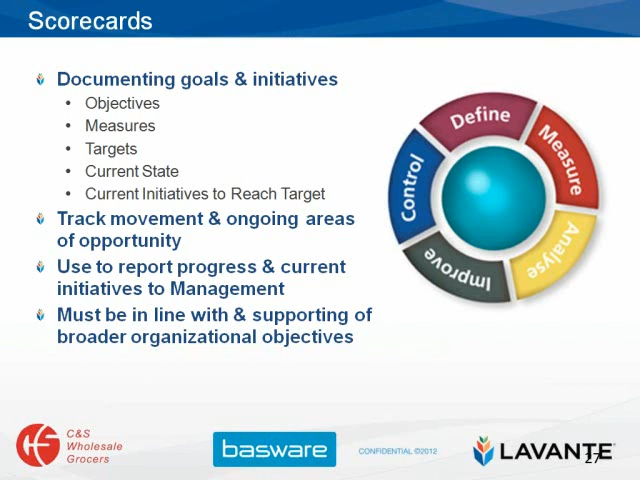 Scorecards
Documenting goals & initiatives
• Objectives
• Measures
• Targets
• Current State
• Current Initiatives to Reach Target
Track movement & ongoing areas
of opportunity
Use to report progress & current
initiatives to Management
Must be in line with & supporting of
broader organizational objectives
Define
Measure
Analyse
Improve
Control
C&S
Wholesale
Grocers
basware
CONFIDENTIAL ©2012
LAVANTE
27